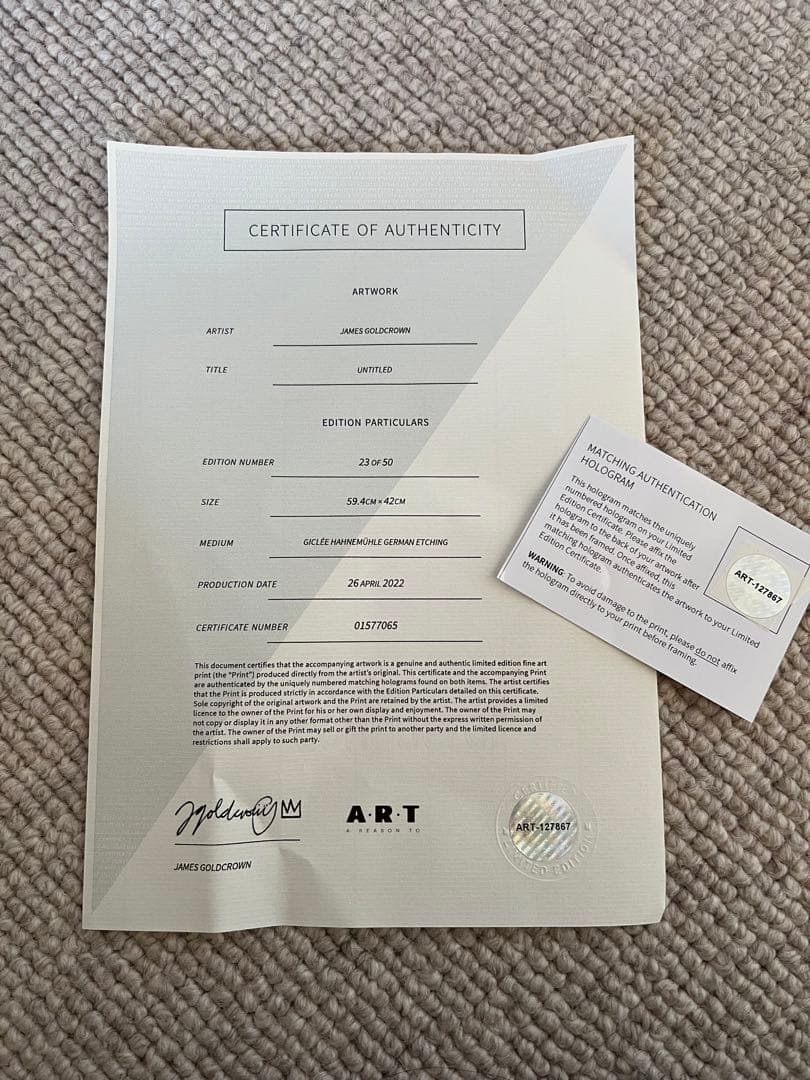 CERTIFICATE OF AUTHENTICITY
ARTWORK
ARTIST JAMES GOLDCROWN
TITLE UNTITLED
EDITION PARTICULARS
EDITION NUMBER 23 OF 50
SIZE 59.4CM × 42CM
MEDIUM GICLÉE HAHNEMÜHLE GERMAN ETCHING
PRODUCTION DATE 26 APRIL 2022
CERTIFICATE NUMBER 01577065
This document certifies that the accompanying artwork is a genuine and authentic limited edition fine art
print (the "Print") produced directly from the artist's original. This certificate and the accompanying Print
are authenticated by the uniquely numbered matching holograms found on both items. The artist certifies
that the Print is produced strictly in accordance with the Edition Particulars detailed on this certificate.
Sole copyright of the original artwork and the Print are retained by the artist. The artist provides a limited
licence to the owner of the Print for his or her own display and enjoyment. The owner of the Print may
not copy or display it in any other format other than the Print without the express written permission of
the artist. The owner of the Print may sell or gift the print to another party and the limited licence and
restrictions shall apply to such party.
Jgoldcrown
JAMES GOLDCROWN
A·R·T
A REASON TO
CERTIFIED
ART-127867
LIMITED EDITION
MATCHING AUTHENTICATION
HOLOGRAM
This hologram matches the uniquely
numbered hologram on your Limited
Edition Certificate. Please affix the
hologram to the back of your artwork after
it has been framed. Once affixed, this
matching hologram authenticates the artwork to your Limited
Edition Certificate.
WARNING: To avoid damage to the print, please do not affix
the hologram directly to your print before framing.
ART-127867